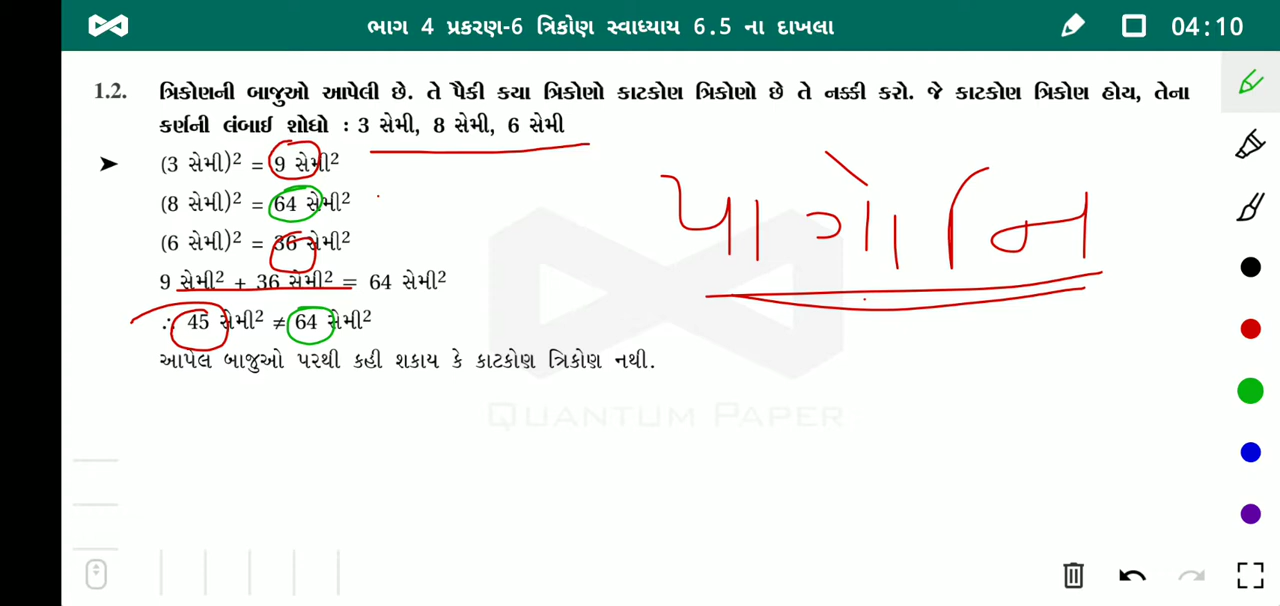 ભાગ 4 પ્રકરણ-6 ત્રિકોણ સ્વાધ્યાય 6.5 ના દાખલા
04:10
1.2. ત્રિકોણની બાજુઓ આપેલી છે. તે પૈકી કયા ત્રિકોણો કાટકોણ ત્રિકોણો છે તે નક્કી કરો. જે કાટકોણ ત્રિકોણ હોય, તેના
કર્ણની લંબાઈ શોધો : 3 સેમી, 8 સેમી, 6 સેમી
➤ (3 સેમી)² = 9 સેમી²
(8 સેમી)² = 64 સેમી²
(6 સેમી)² = 36 સેમી²
9 સેમી² + 36 સેમી² = 64 સેમી²
∴ 45 સેમી² ≠ 64 સેમી²
આપેલ બાજુઓ પરથી કહી શકાય કે કાટકોણ ત્રિકોણ નથી.
QUANTUM PAPER